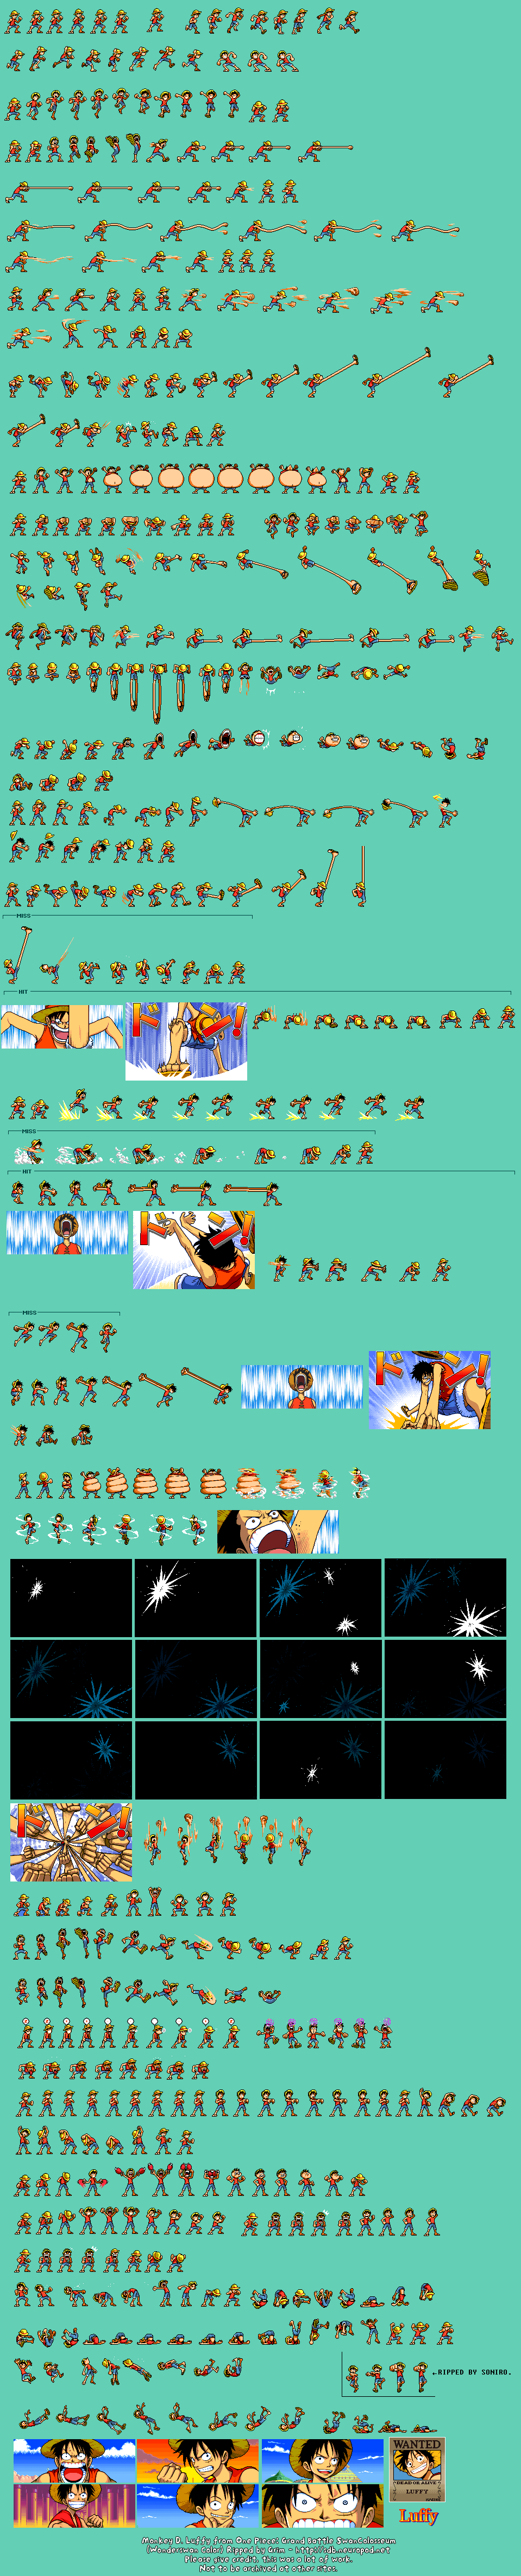 MISS
HIT
ドン!
MISS
HIT
ドン!
MISS
ドン!
ドン!
←RIPPED BY SONIRO.
WANTED
DEAD OR ALIVE
LUFFY
Luffy
Monkey D. Luffy from One Piece: Grand Battle Swan Colosseum
(Wonderswan Color) Ripped by Grim -
Please give credit, this was a lot of work.
Not to be archived at other sites.